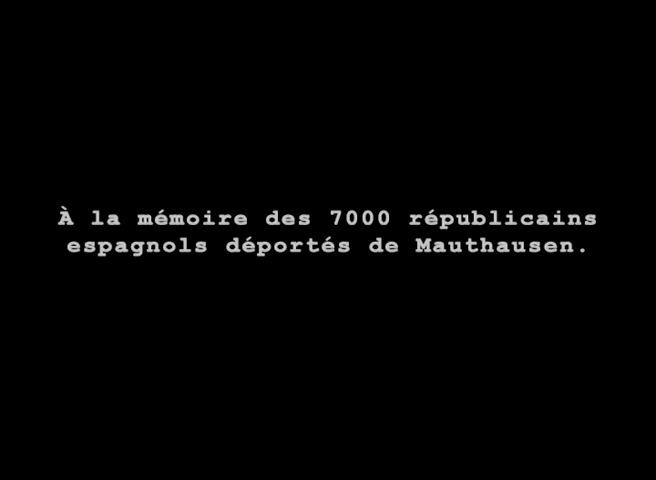 À la mémoire des 7000 républicains
espagnols déportés de Mauthausen.